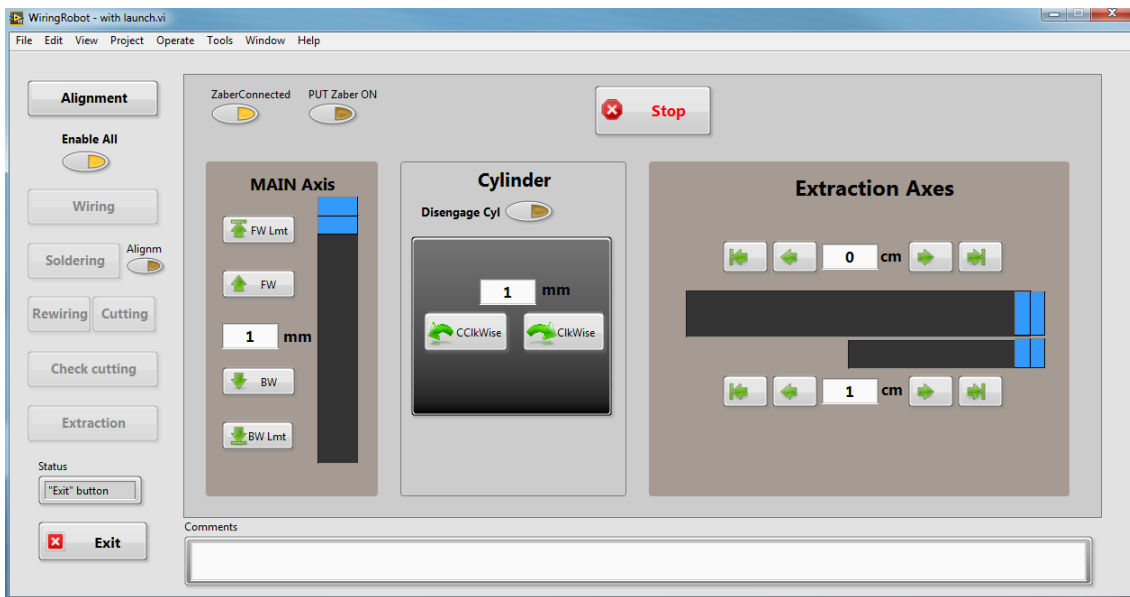 WiringRobot - with launch.vi
File Edit View Project Operate Tools Window Help
Alignment
Enable All
Wiring
Soldering
Alignm
Rewiring Cutting
Check cutting
Extraction
Status
"Exit" button
Exit
ZaberConnected PUT Zaber ON
Stop
MAIN Axis
FW Lmt
FW
1 mm
BW
BW Lmt
Cylinder
Disengage Cyl
1 mm
CClkWise ClkWise
Extraction Axes
0 cm
1 cm
Comments